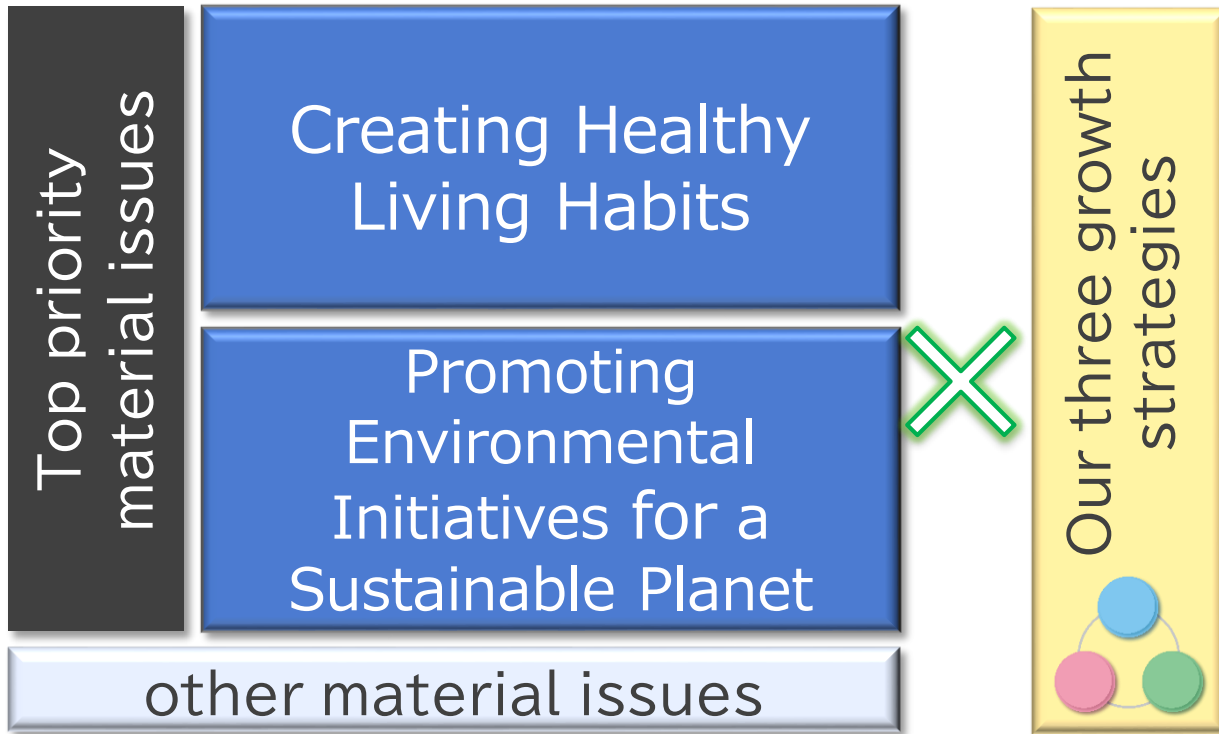 Top priority
material issues
Creating Healthy
Living Habits
Promoting
Environmental
Initiatives for a
Sustainable Planet
other material issues
Our three growth
strategies